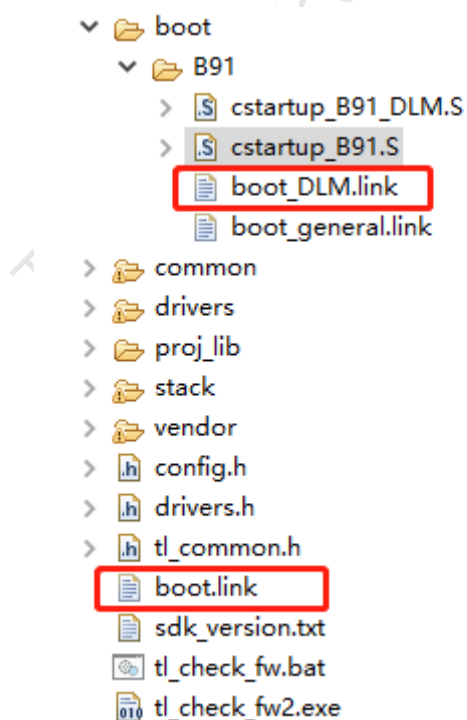 boot
B91
cstartup_B91_DLM.S
cstartup_B91.S
boot_DLM.link
boot_general.link
common
drivers
proj_lib
stack
vendor
config.h
drivers.h
tl_common.h
boot.link
sdk_version.txt
tl_check_fw.bat
tl_check_fw2.exe